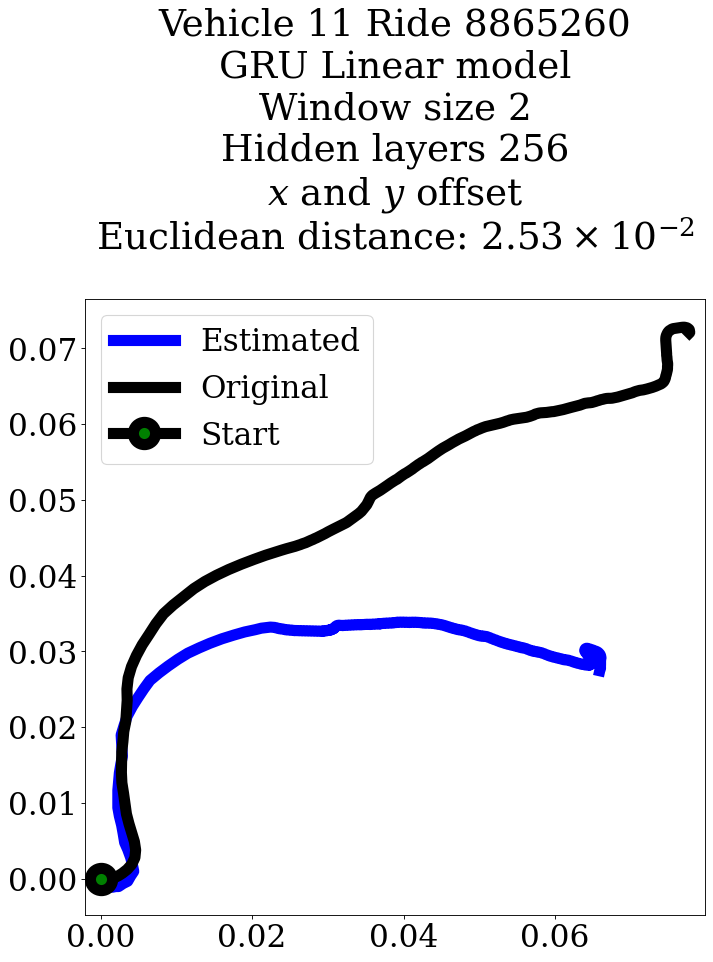 Vehicle 11 Ride 8865260
GRU Linear model
Window size 2
Hidden layers 256
x and y offset
Euclidean distance: 2.53 × 10⁻²
Estimated
Original
Start
0.07
0.06
0.05
0.04
0.03
0.02
0.01
0.00
0.00 0.02 0.04 0.06